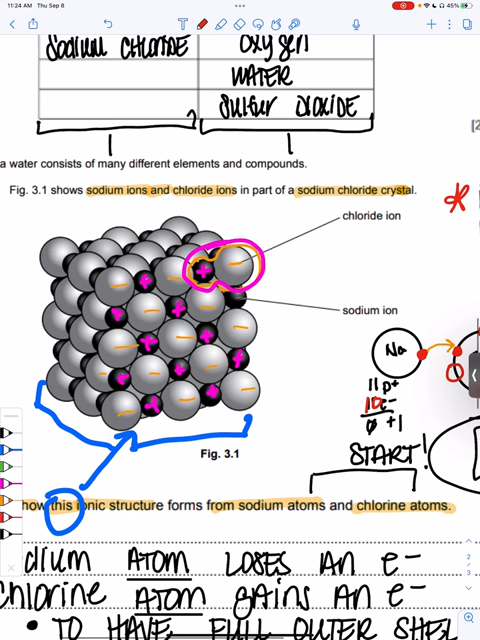 11:24 AM Thu Sep 8
45%
SODIUM CHLORIDE
OXYGEN
WATER
SULFUR DIOXIDE
[2
a water consists of many different elements and compounds.
Fig. 3.1 shows sodium ions and chloride ions in part of a sodium chloride crystal.
chloride ion
sodium ion
Na
11p+
10e-
+1
START!
Fig. 3.1
how this ionic structure forms from sodium atoms and chlorine atoms.
dium ATOM LOSES AN e-
Chlorine ATOM gAiNS AN e-
• TO HAVE FULL OUTER SHEL
2
3